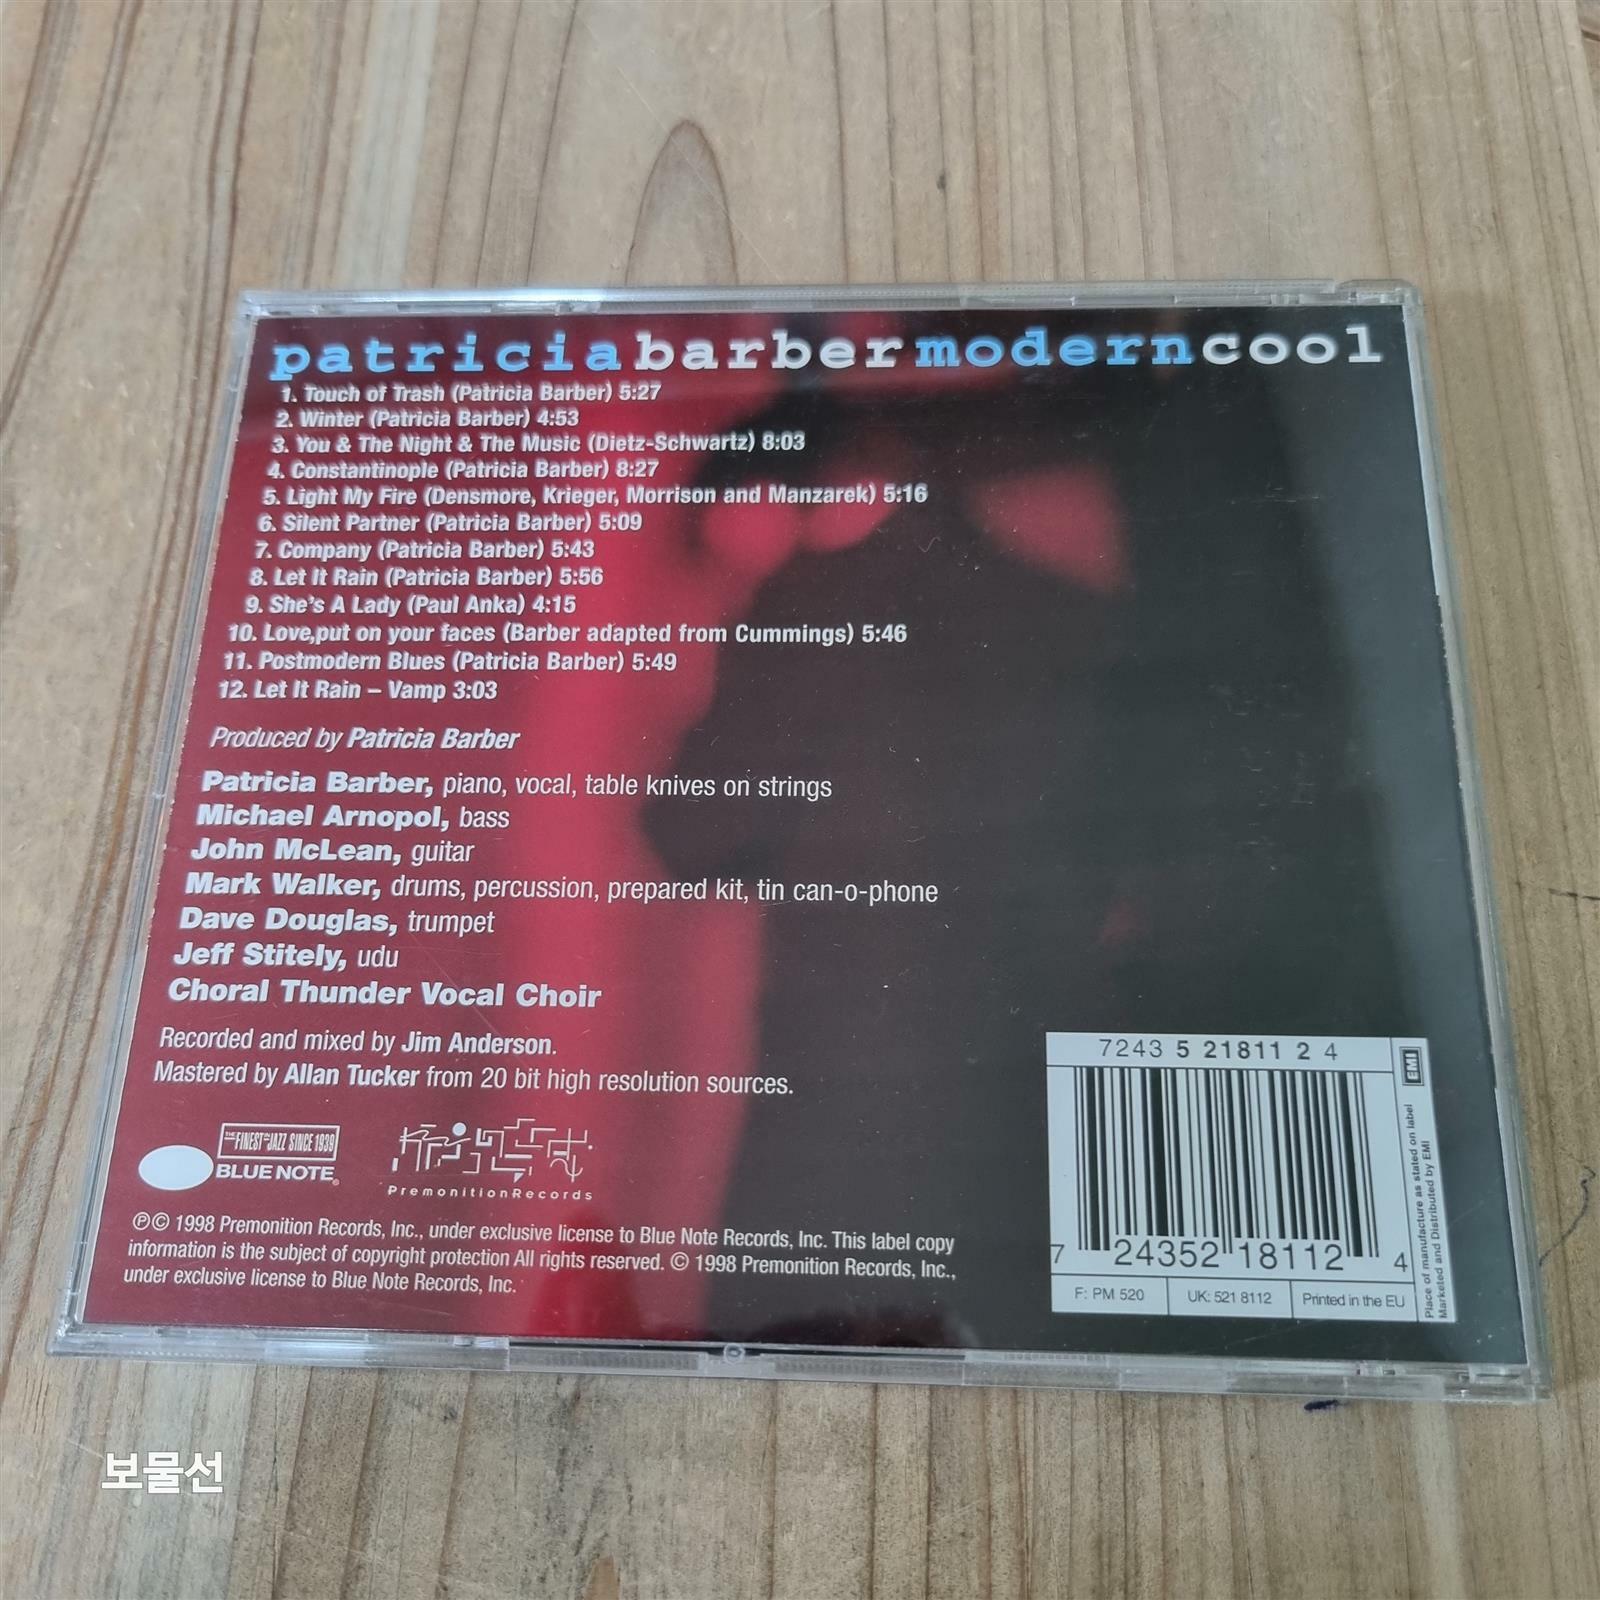 patriciabarbermoderncool
1. Touch of Trash (Patricia Barber) 5:27
2. Winter (Patricia Barber) 4:53
3. You & The Night & The Music (Dietz-Schwartz) 8:03
4. Constantinople (Patricia Barber) 8:27
5. Light My Fire (Densmore, Krieger, Morrison and Manzarek) 5:16
6. Silent Partner (Patricia Barber) 5:09
7. Company (Patricia Barber) 5:43
8. Let It Rain (Patricia Barber) 5:56
9. She's A Lady (Paul Anka) 4:15
10. Love,put on your faces (Barber adapted from Cummings) 5:46
11. Postmodern Blues (Patricia Barber) 5:49
12. Let It Rain – Vamp 3:03
Produced by Patricia Barber
Patricia Barber, piano, vocal, table knives on strings
Michael Arnopol, bass
John McLean, guitar
Mark Walker, drums, percussion, prepared kit, tin can-o-phone
Dave Douglas, trumpet
Jeff Stitely, udu
Choral Thunder Vocal Choir
Recorded and mixed by Jim Anderson.
Mastered by Allan Tucker from 20 bit high resolution sources.
THE FINEST IN JAZZ SINCE 1939
BLUE NOTE®
PremonitionRecords
℗© 1998 Premonition Records, Inc., under exclusive license to Blue Note Records, Inc. This label copy
information is the subject of copyright protection All rights reserved. © 1998 Premonition Records, Inc.,
under exclusive license to Blue Note Records, Inc.
7243 5 21811 2 4
7 24352 18112 4
F: PM 520
UK: 521 8112
Printed in the EU
EMI
Place of manufacture as stated on label
Marketed and Distributed by EMI
보물선